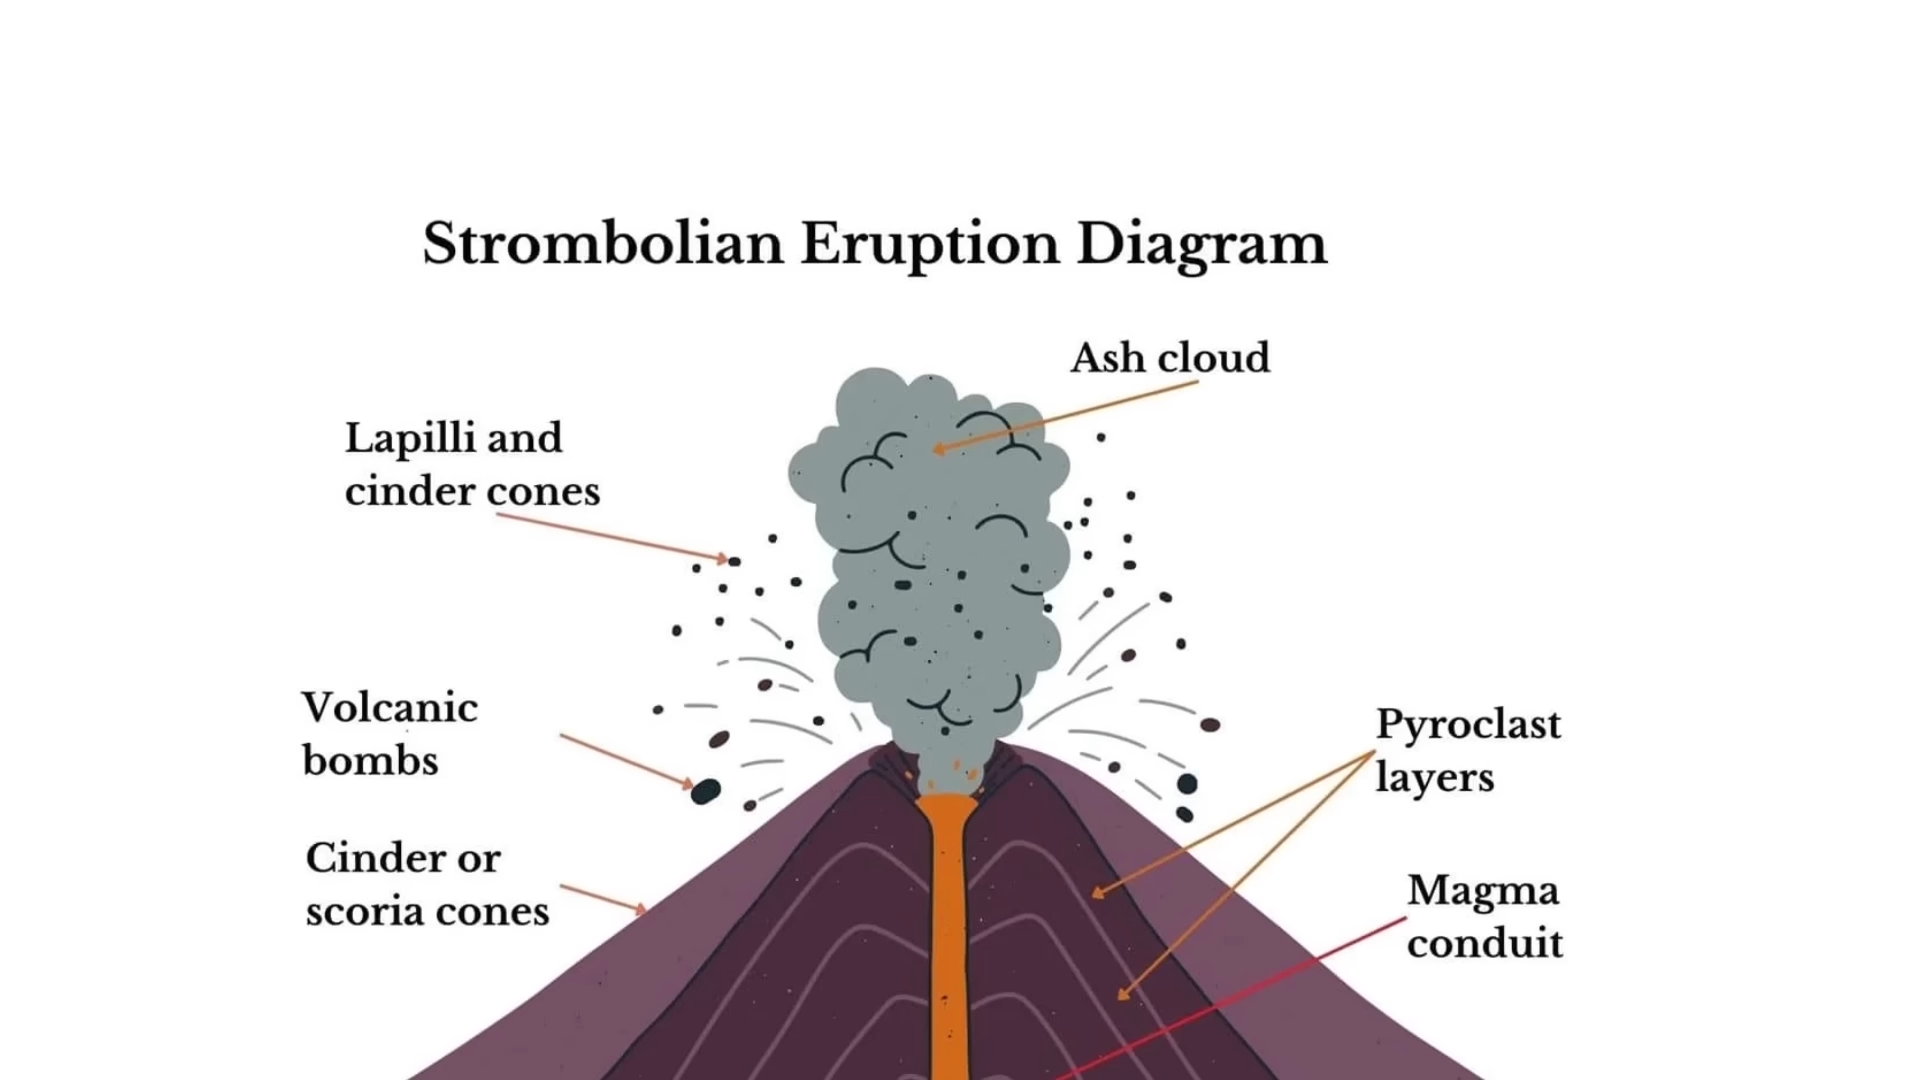 Strombolian Eruption Diagram
Ash cloud
Lapilli and
cinder cones
Volcanic
bombs
Pyroclast
layers
Cinder or
scoria cones
Magma
conduit